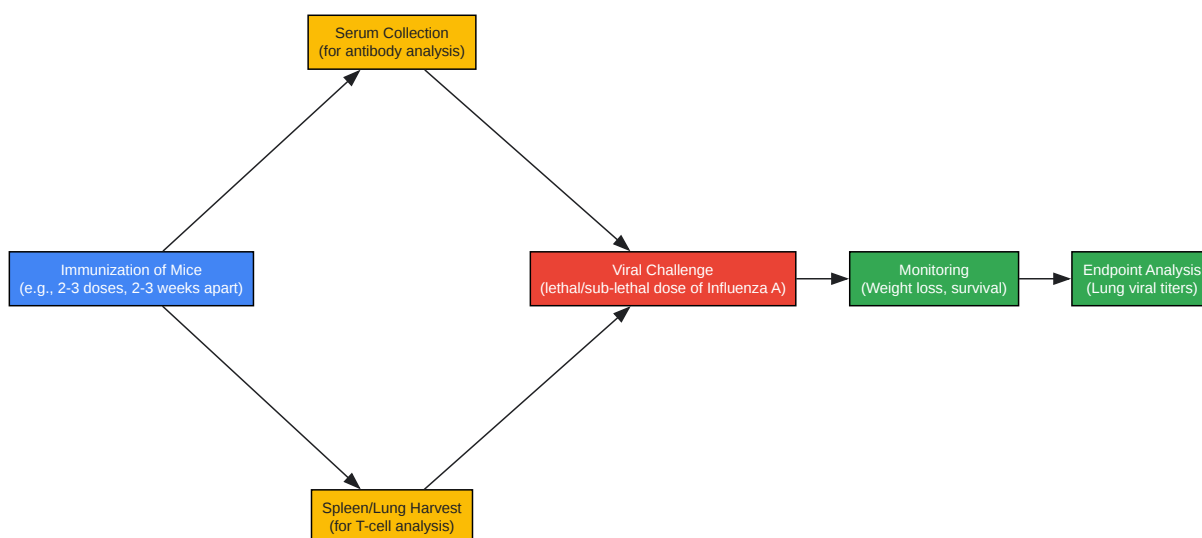 Serum Collection
(for antibody analysis)
Immunization of Mice
(e.g., 2-3 doses, 2-3 weeks apart)
Viral Challenge
(lethal/sub-lethal dose of Influenza A)
Monitoring
(Weight loss, survival)
Endpoint Analysis
(Lung viral titers)
Spleen/Lung Harvest
(for T-cell analysis)